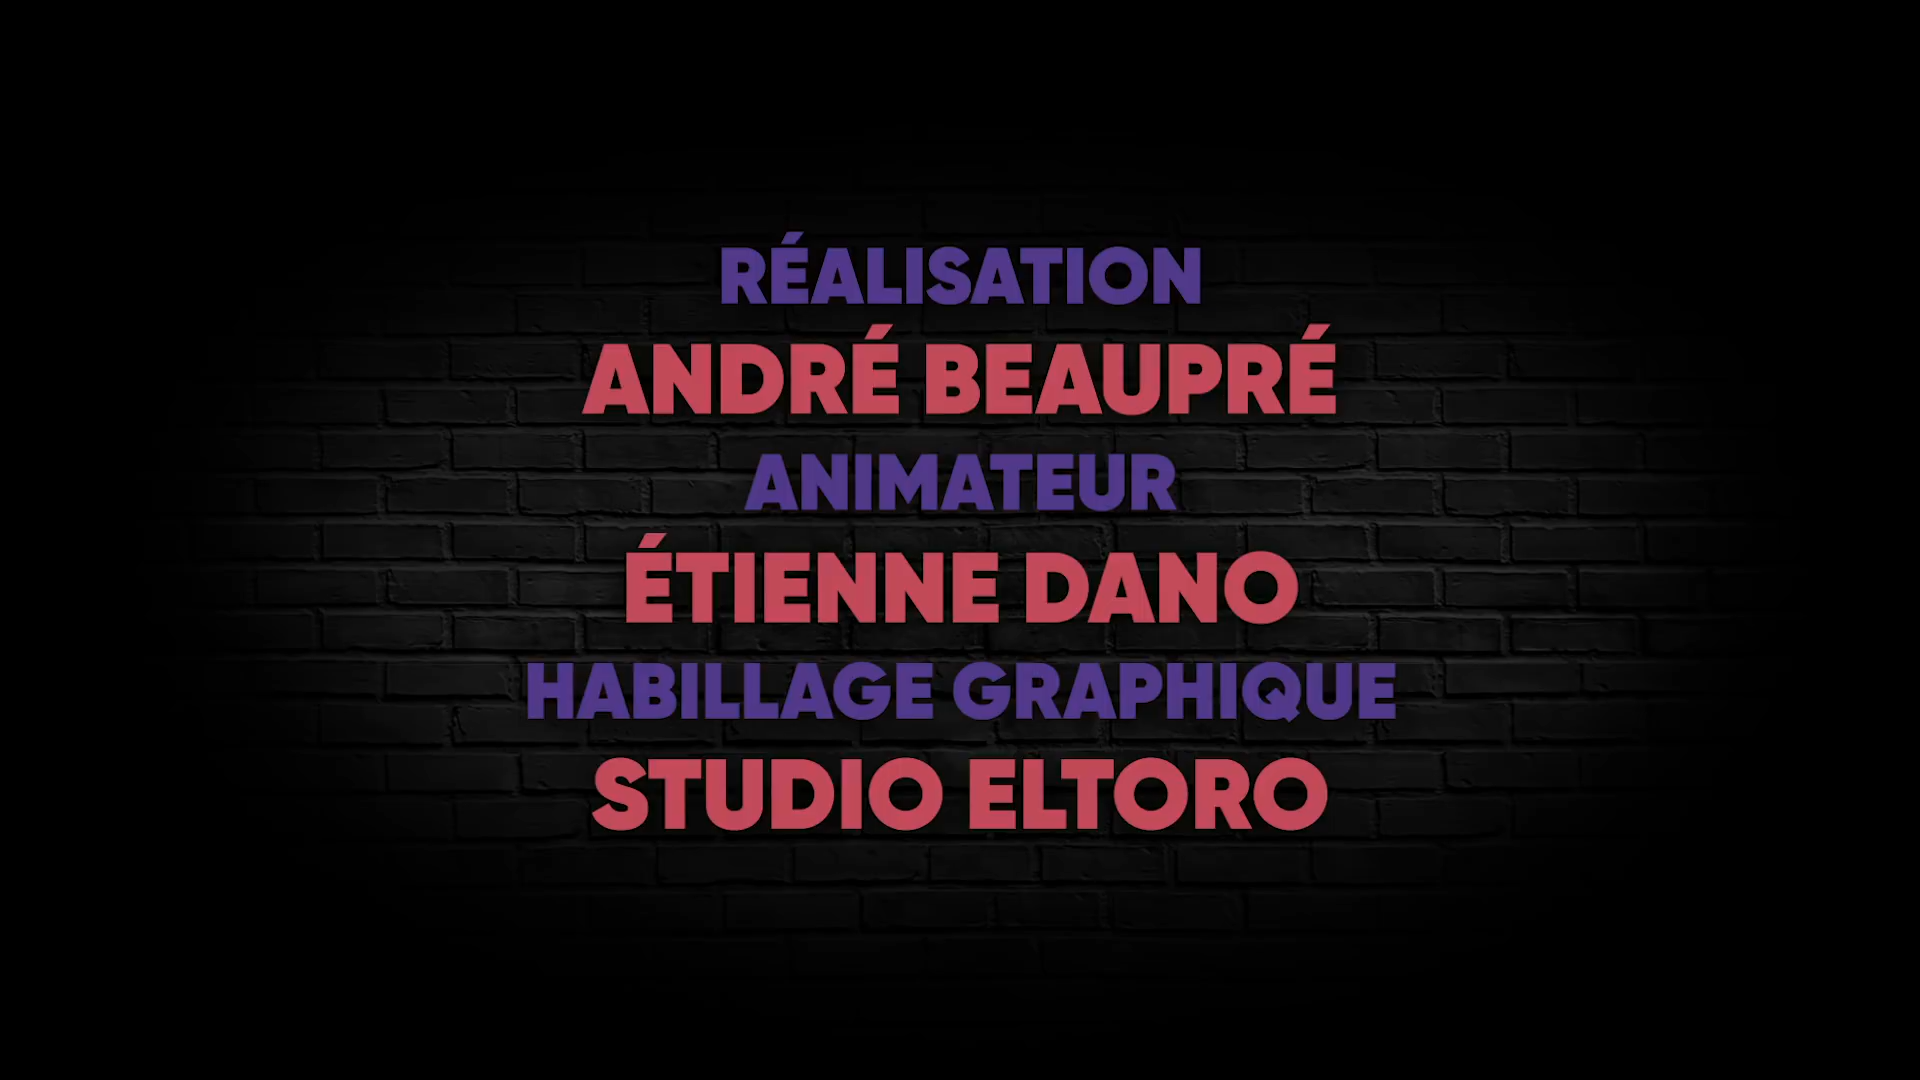 RÉALISATION
ANDRÉ BEAUPRÉ
ANIMATEUR
ÉTIENNE DANO
HABILLAGE GRAPHIQUE
STUDIO ELTORO